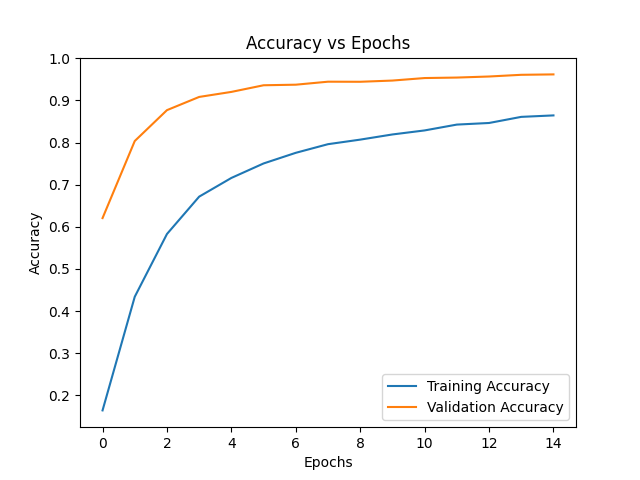 Accuracy vs Epochs
1.0
0.9
0.8
0.7
0.6
0.5
0.4
0.3
0.2
Accuracy
Training Accuracy
Validation Accuracy
0 2 4 6 8 10 12 14
Epochs